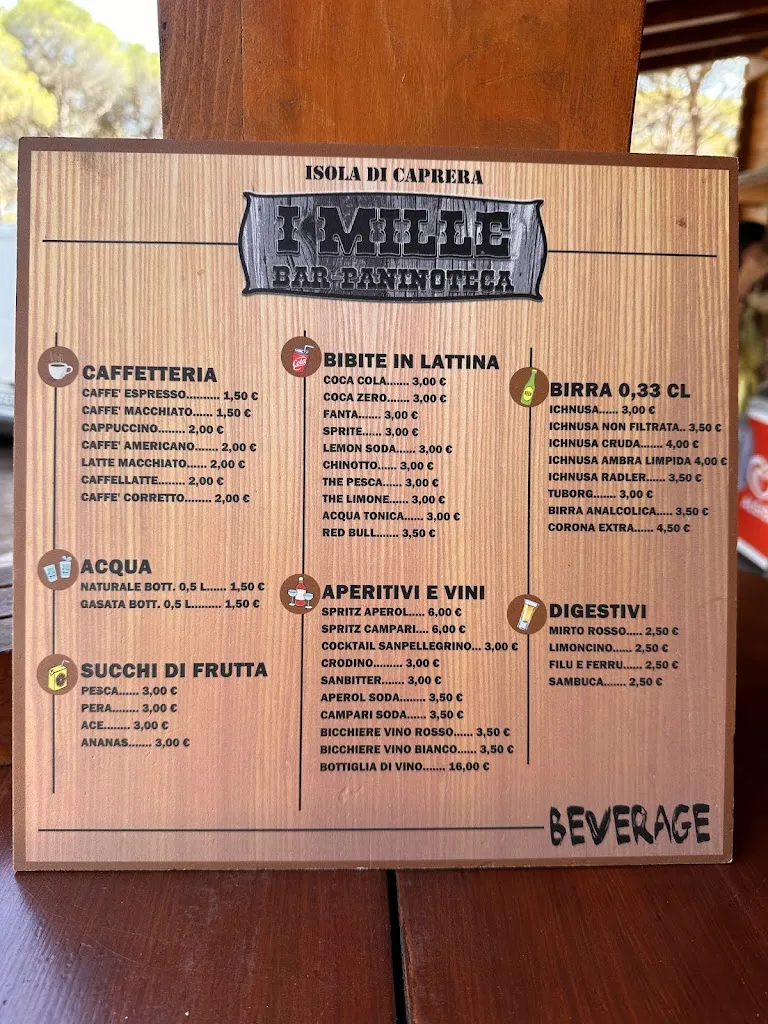 ISOLA DI CAPRERA
I MILLE
BAR PANINOTECA
CAFFETTERIA
CAFFE' ESPRESSO.......... 1,50 €
CAFFE' MACCHIATO...... 1,50 €
CAPPUCCINO........ 2,00 €
CAFFE' AMERICANO....... 2,00 €
LATTE MACCHIATO...... 2,00 €
CAFFELLATTE........ 2,00 €
CAFFE' CORRETTO........ 2,00 €
ACQUA
NATURALE BOTT. 0,5 L...... 1,50 €
GASATA BOTT. 0,5 L......... 1,50 €
SUCCHI DI FRUTTA
PESCA...... 3,00 €
PERA........ 3,00 €
ACE........ 3,00 €
ANANAS....... 3,00 €
BIBITE IN LATTINA
COCA COLA....... 3,00 €
COCA ZERO....... 3,00 €
FANTA...... 3,00 €
SPRITE...... 3,00 €
LEMON SODA...... 3,00 €
CHINOTTO...... 3,00 €
THE PESCA...... 3,00 €
THE LIMONE...... 3,00 €
ACQUA TONICA...... 3,00 €
RED BULL....... 3,50 €
APERITIVI E VINI
SPRITZ APEROL..... 6,00 €
SPRITZ CAMPARI.... 6,00 €
COCKTAIL SANPELLEGRINO... 3,00 €
CRODINO......... 3,00 €
SANBITTER....... 3,00 €
APEROL SODA........ 3,50 €
CAMPARI SODA...... 3,50 €
BICCHIERE VINO ROSSO...... 3,50 €
BICCHIERE VINO BIANCO...... 3,50 €
BOTTIGLIA DI VINO....... 16,00 €
BIRRA 0,33 CL
ICHNUSA...... 3,00 €
ICHNUSA NON FILTRATA.. 3,50 €
ICHNUSA CRUDA....... 4,00 €
ICHNUSA AMBRA LIMPIDA 4,00 €
ICHNUSA RADLER...... 3,50 €
TUBORG....... 3,00 €
BIRRA ANALCOLICA..... 3,50 €
CORONA EXTRA...... 4,50 €
DIGESTIVI
MIRTO ROSSO..... 2,50 €
LIMONCINO...... 2,50 €
FILU E FERRU...... 2,50 €
SAMBUCA....... 2,50 €
BEVERAGE